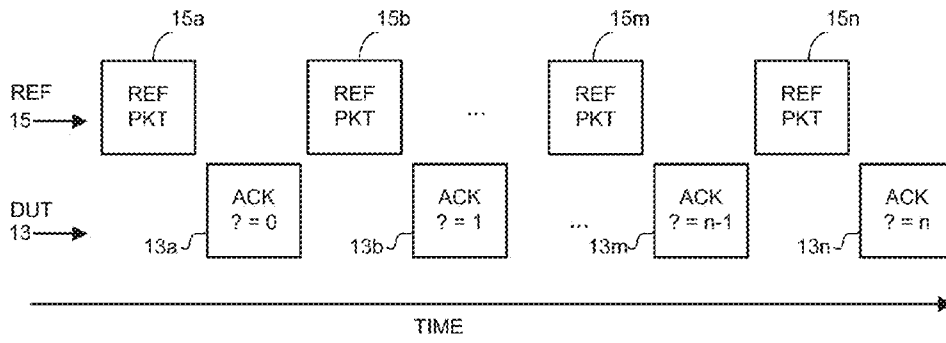 15a
15b
15m
15n
REF
15
REF
PKT
REF
PKT
...
REF
PKT
REF
PKT
DUT
13
ACK
? = 0
ACK
? = 1
...
ACK
? = n-1
ACK
? = n
13a
13b
13m
13n
TIME